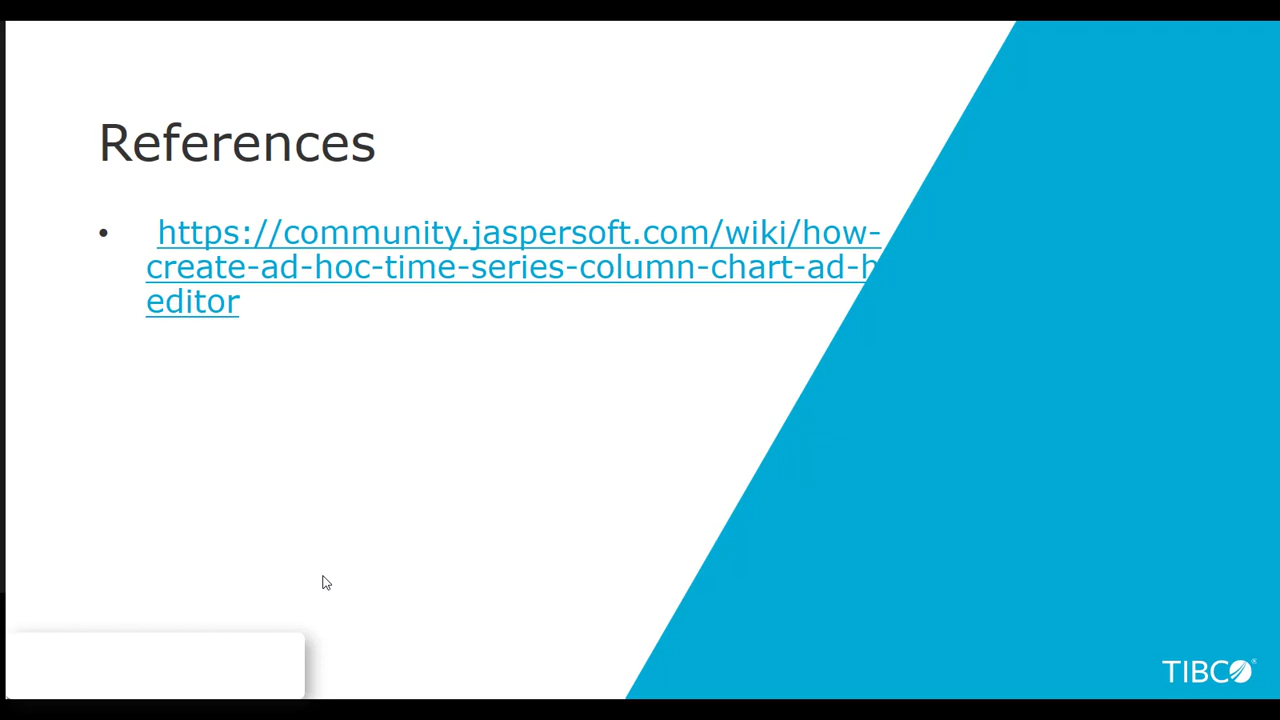 References
• https://community.jaspersoft.com/wiki/how-
create-ad-hoc-time-series-column-chart-ad-h
editor
TIBCO®